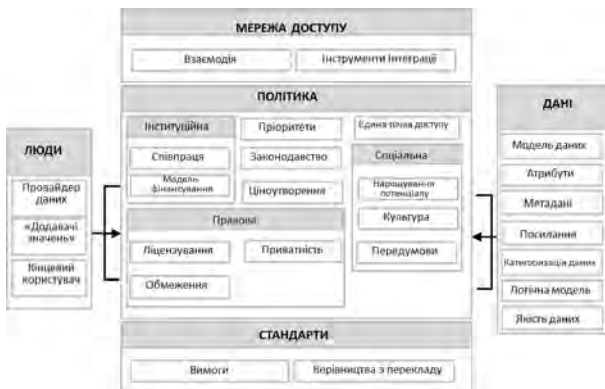 МЕРЕЖА ДОСТУПУ
Взаємодія
Інструменти інтеграції
ПОЛІТИКА
Інституційна
Співпраця
Модель
фінансування
Пріоритети
Законодавство
Ціноутворення
Єдина точка доступу
Соціальна
Нарощування
потенціалу
Культура
Передумови
Правова
Ліцензування
Приватність
Обмеження
ЛЮДИ
Провайдер
даних
«Додавачі
значень»
Кінцевий
користувач
ДАНІ
Модель даних
Атрибути
Метадані
Посилання
Категоризація даних
Логічна модель
Якість даних
СТАНДАРТИ
Вимоги
Керівництва з перекладу